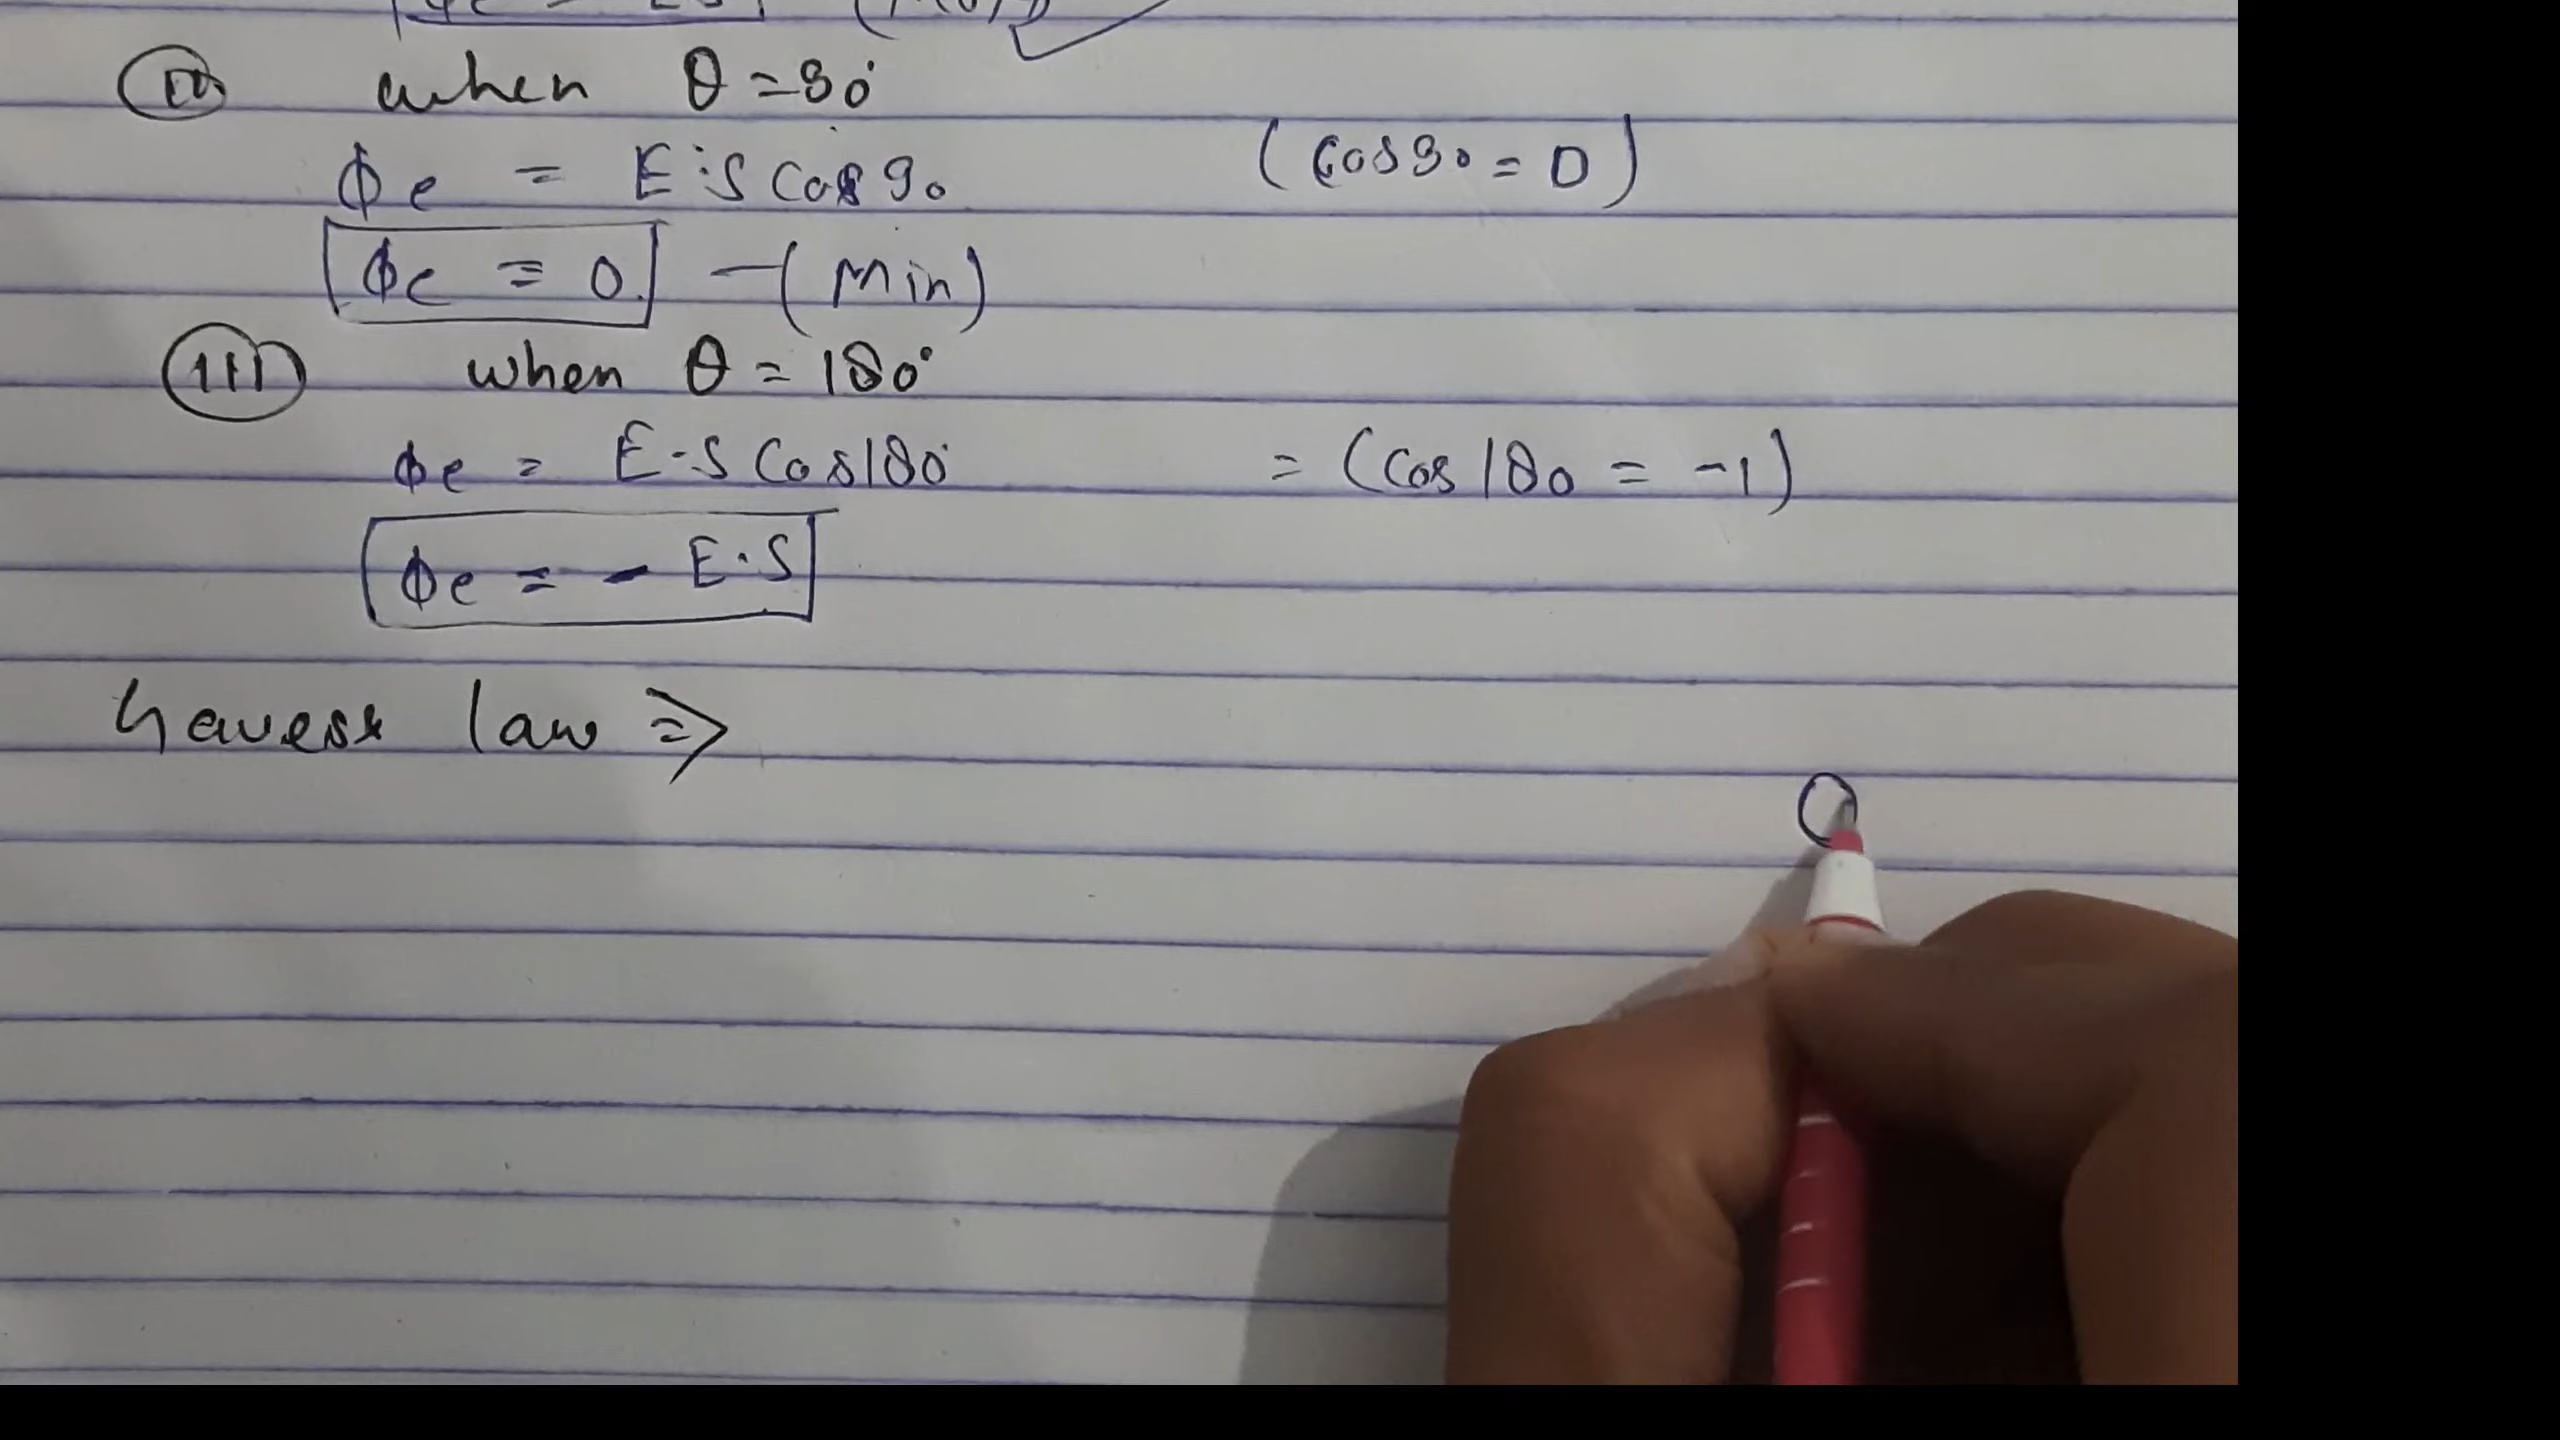 (II) when θ = 90°
ϕe = E·S Cos 90 (Cos 90 = 0)
ϕe = 0 -(Min)
(III) when θ = 180°
ϕe = E·S Cos 180° = (Cos 180 = -1)
ϕe = - E·S
law ⇒